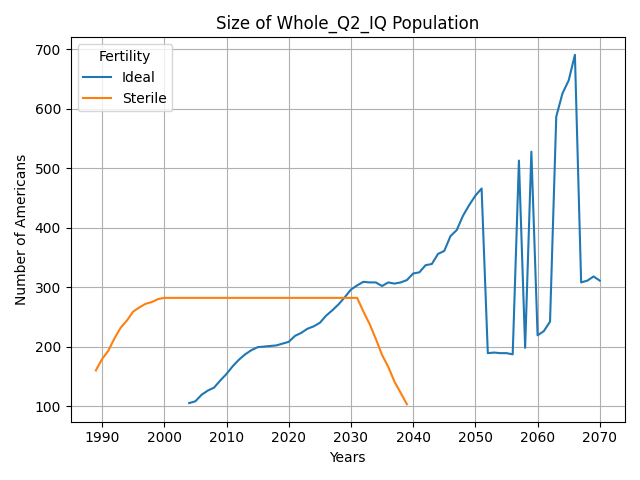 Size of Whole_Q2_IQ Population
Number of Americans
700
600
500
400
300
200
100
Fertility
Ideal
Sterile
1990 2000 2010 2020 2030 2040 2050 2060 2070
Years